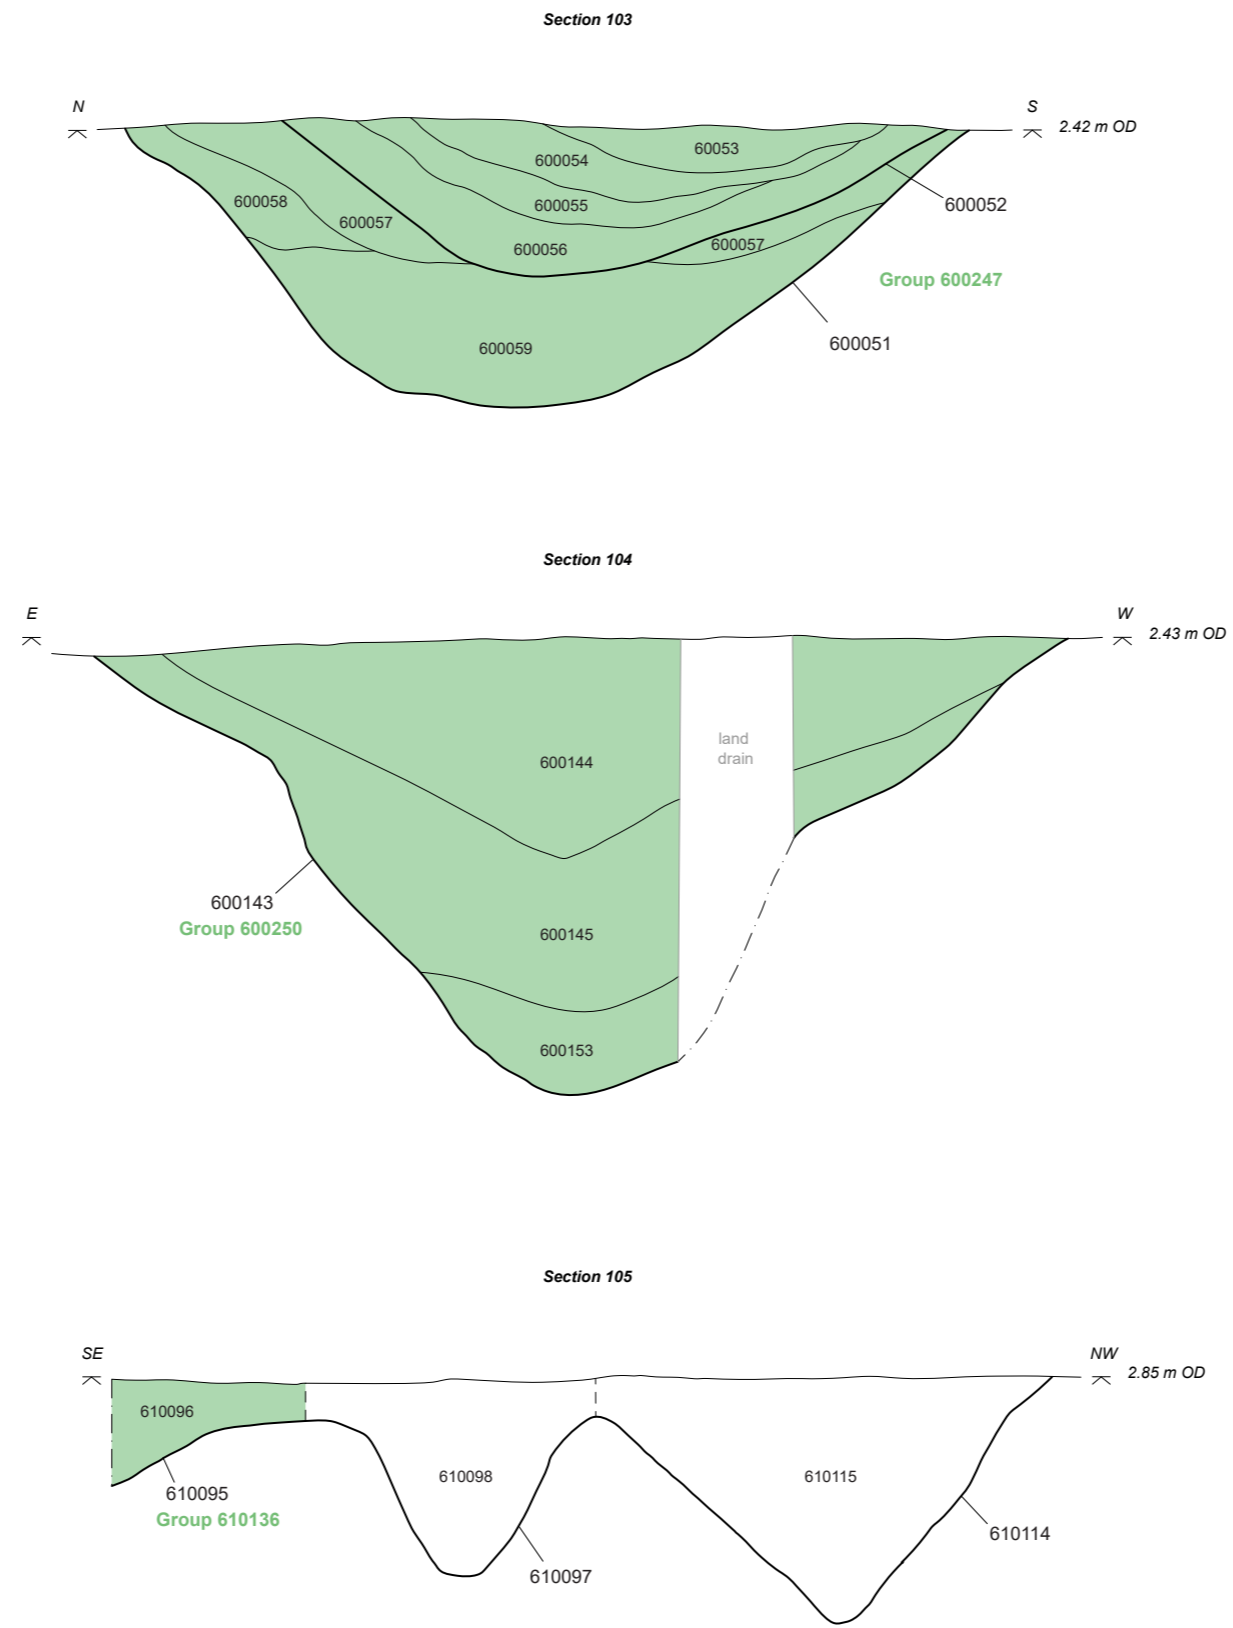 Section 103
N
S
2.42 m OD
60053
600054
600058
600055
600052
600057
600056
600057
Group 600247
600051
600059
Section 104
E
W
2.43 m OD
land
drain
600144
600143
Group 600250
600145
600153
Section 105
SE
NW
2.85 m OD
610096
610098
610115
610095
Group 610136
610114
610097